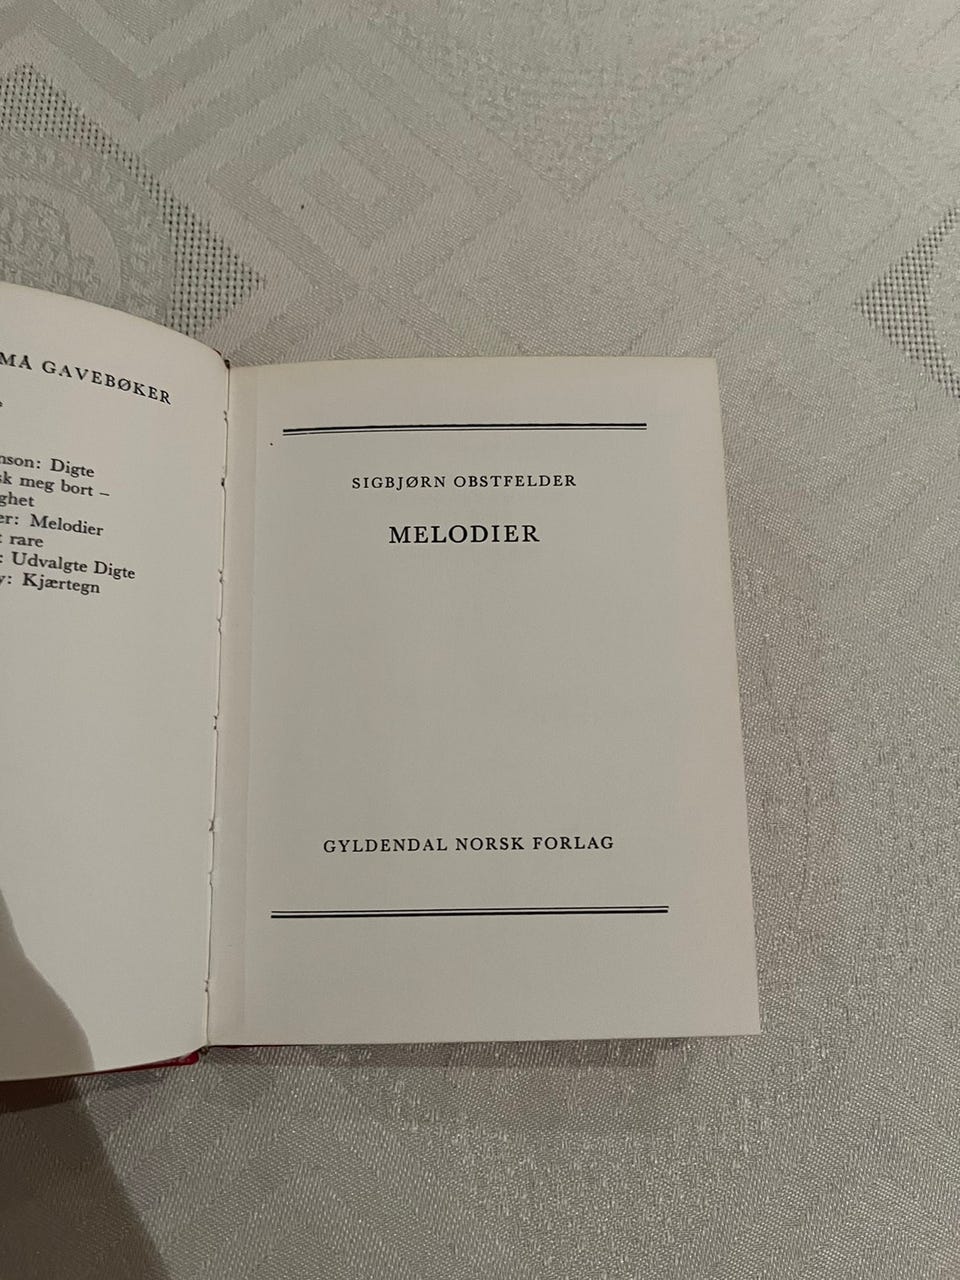 MÅ GAVEBØKER
nson: Digte
sk meg bort –
ghet
er: Melodier
t rare
: Udvalgte Digte
y: Kjærtegn
SIGBJØRN OBSTFELDER
MELODIER
GYLDENDAL NORSK FORLAG